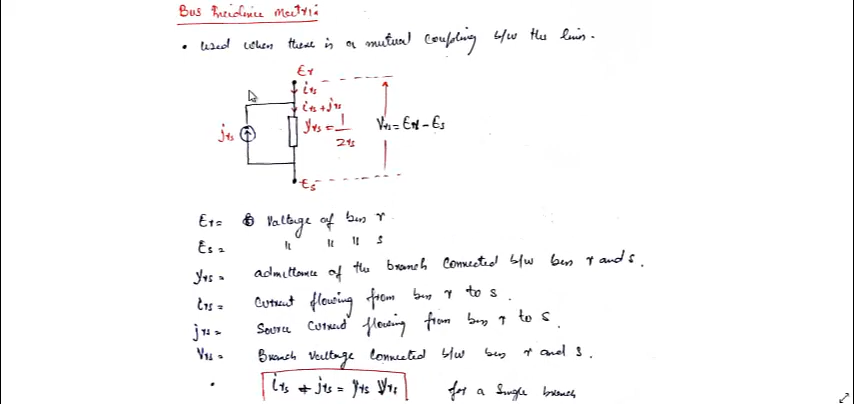 Bus Incidence Matrix
• Used when there is a mutual coupling b/w the lines.
Er
irs
irs + jrs
jrs
yrs = 1/zrs
Vrs = Er - Es
Es
Er = Voltage of bus r.
Es = " " " s
yrs = admittance of the branch connected b/w bus r and s.
irs = Current flowing from bus r to s.
jrs = Source current flowing from bus r to s.
Vrs = Branch voltage connected b/w bus r and s.
• irs + jrs = yrs Vrs for a single branch